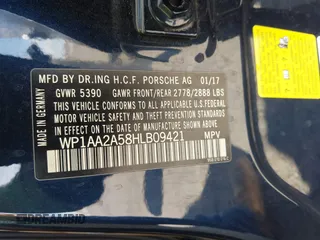 MFD BY DR.ING H.C.F. PORSCHE AG 01/17
GVWR 5390 GAWR FRONT/REAR 2778/2888 LBS
THIS VEHICLE CONFORMS TO ALL APPLICABLE
FEDERAL MOTOR VEHICLE SAFETY AND
THEFT PREVENTION STANDARDS IN EFFECT ON
THE DATE OF MANUFACTURE SHOWN ABOVE.
WP1AA2A58HLB09421 MPV
MADE IN GERMANY
DREAMBID